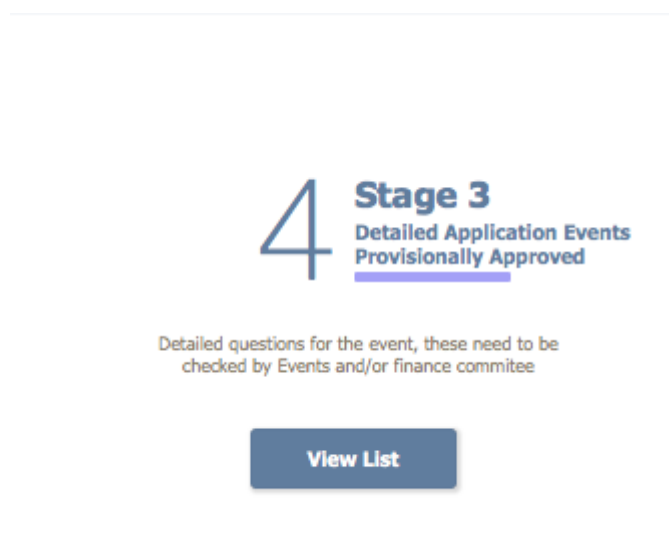 4
Stage 3
Detailed Application Events
Provisionally Approved
Detailed questions for the event, these need to be
checked by Events and/or finance commitee
View List